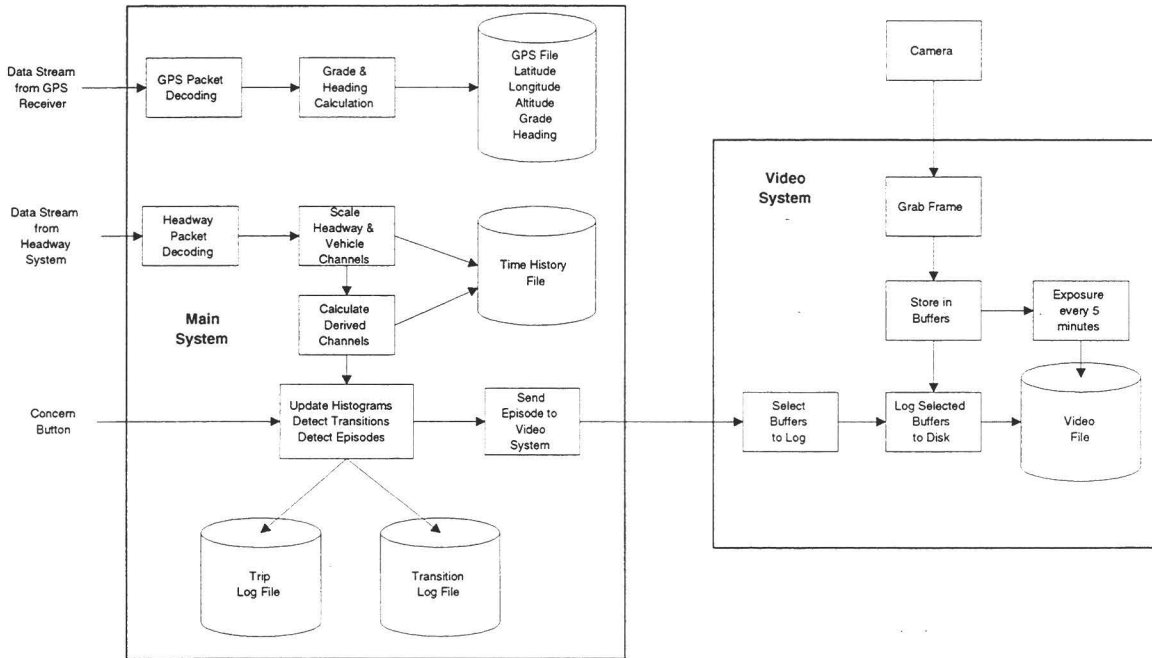 Data Stream
from GPS
Receiver
GPS Packet
Decoding
Grade &
Heading
Calculation
GPS File
Latitude
Longitude
Altitude
Grade
Heading
Data Stream
from
Headway
System
Headway
Packet
Decoding
Scale
Headway &
Vehicle
Channels
Time History
File
Main
System
Calculate
Derived
Channels
Concern
Button
Update Histograms
Detect Transitions
Detect Episodes
Send
Episode to
Video
System
Trip
Log File
Transition
Log File
Camera
Video
System
Grab Frame
Store in
Buffers
Exposure
every 5
minutes
Select
Buffers
to Log
Log Selected
Buffers
to Disk
Video
File